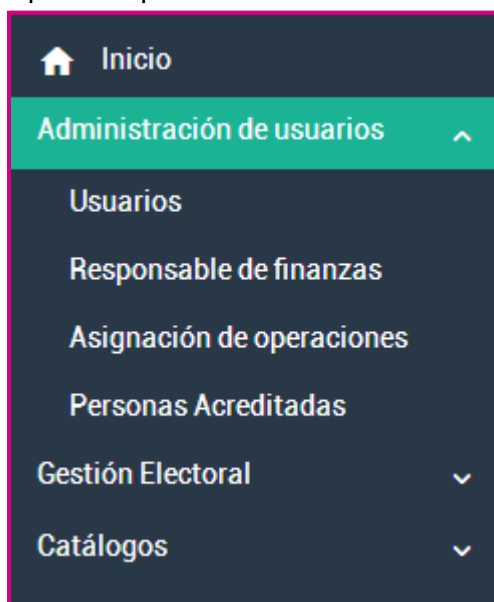 Inicio
Administración de usuarios
Usuarios
Responsable de finanzas
Asignación de operaciones
Personas Acreditadas
Gestión Electoral
Catálogos